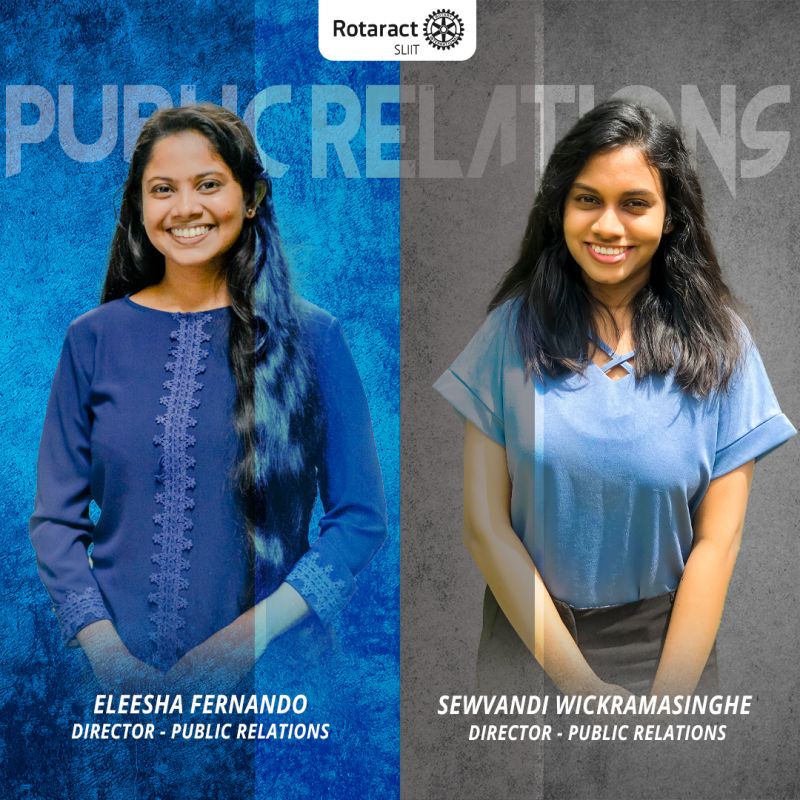 Rotaract
SLIIT
PUBLIC RELATIONS
ELEESHA FERNANDO
DIRECTOR - PUBLIC RELATIONS
SEWVANDI WICKRAMASINGHE
DIRECTOR - PUBLIC RELATIONS